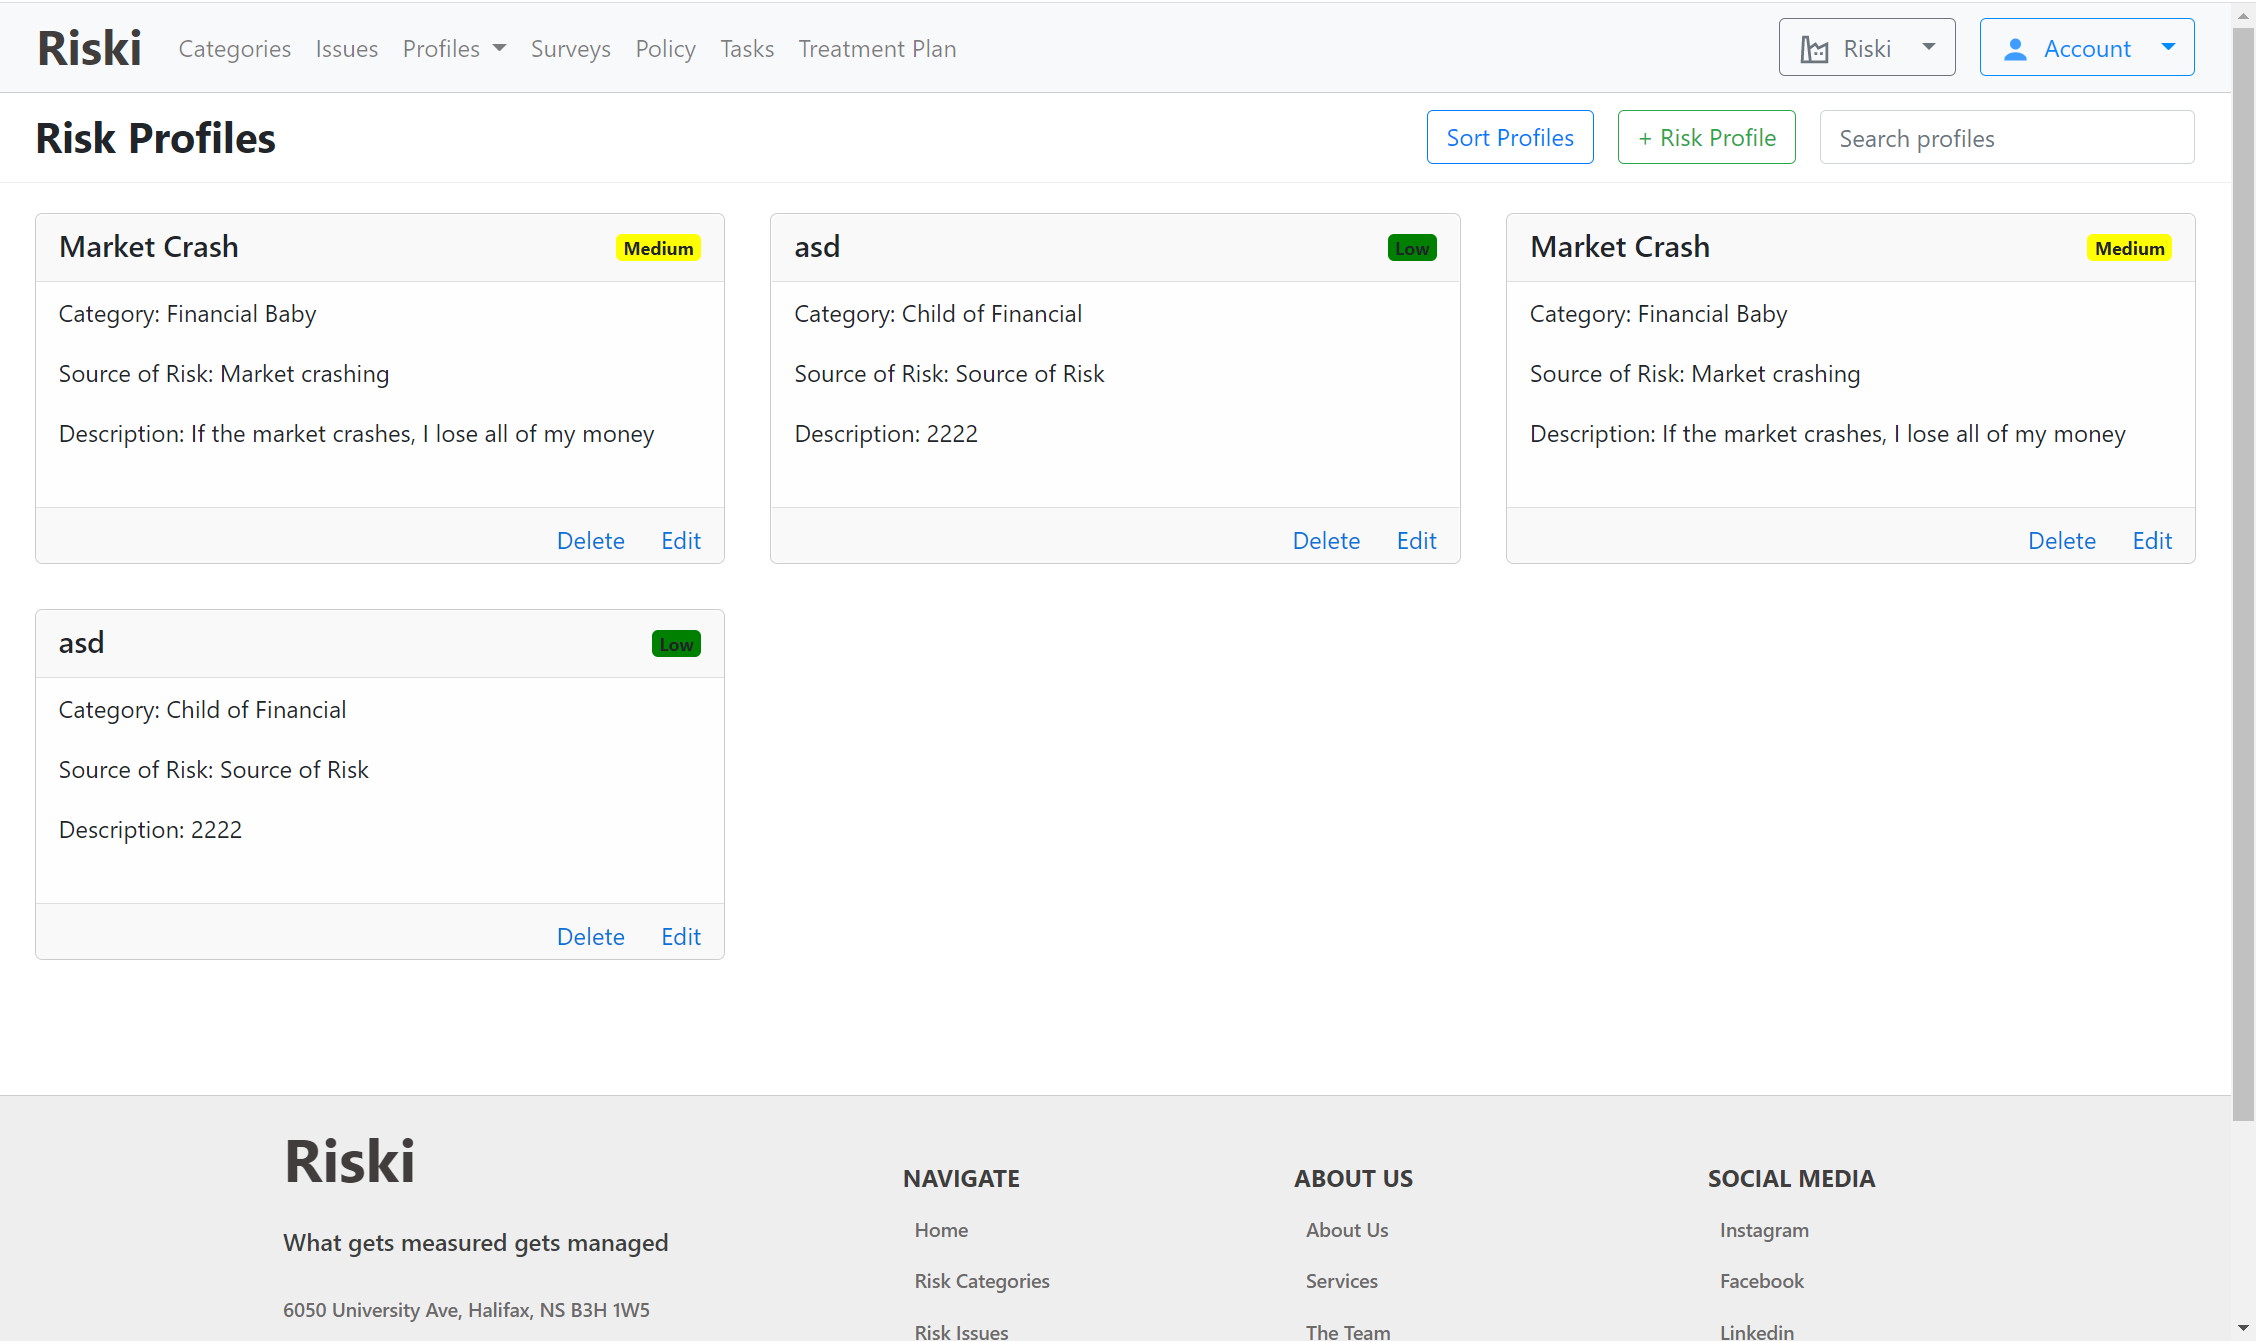 Riski Categories Issues Profiles Surveys Policy Tasks Treatment Plan Riski Account
Risk Profiles Sort Profiles + Risk Profile Search profiles
Market Crash Medium
Category: Financial Baby
Source of Risk: Market crashing
Description: If the market crashes, I lose all of my money
Delete Edit
asd Low
Category: Child of Financial
Source of Risk: Source of Risk
Description: 2222
Delete Edit
Market Crash Medium
Category: Financial Baby
Source of Risk: Market crashing
Description: If the market crashes, I lose all of my money
Delete Edit
asd Low
Category: Child of Financial
Source of Risk: Source of Risk
Description: 2222
Delete Edit
Riski
What gets measured gets managed
6050 University Ave, Halifax, NS B3H 1W5
NAVIGATE
Home
Risk Categories
Risk Issues
ABOUT US
About Us
Services
The Team
SOCIAL MEDIA
Instagram
Facebook
Linkedin